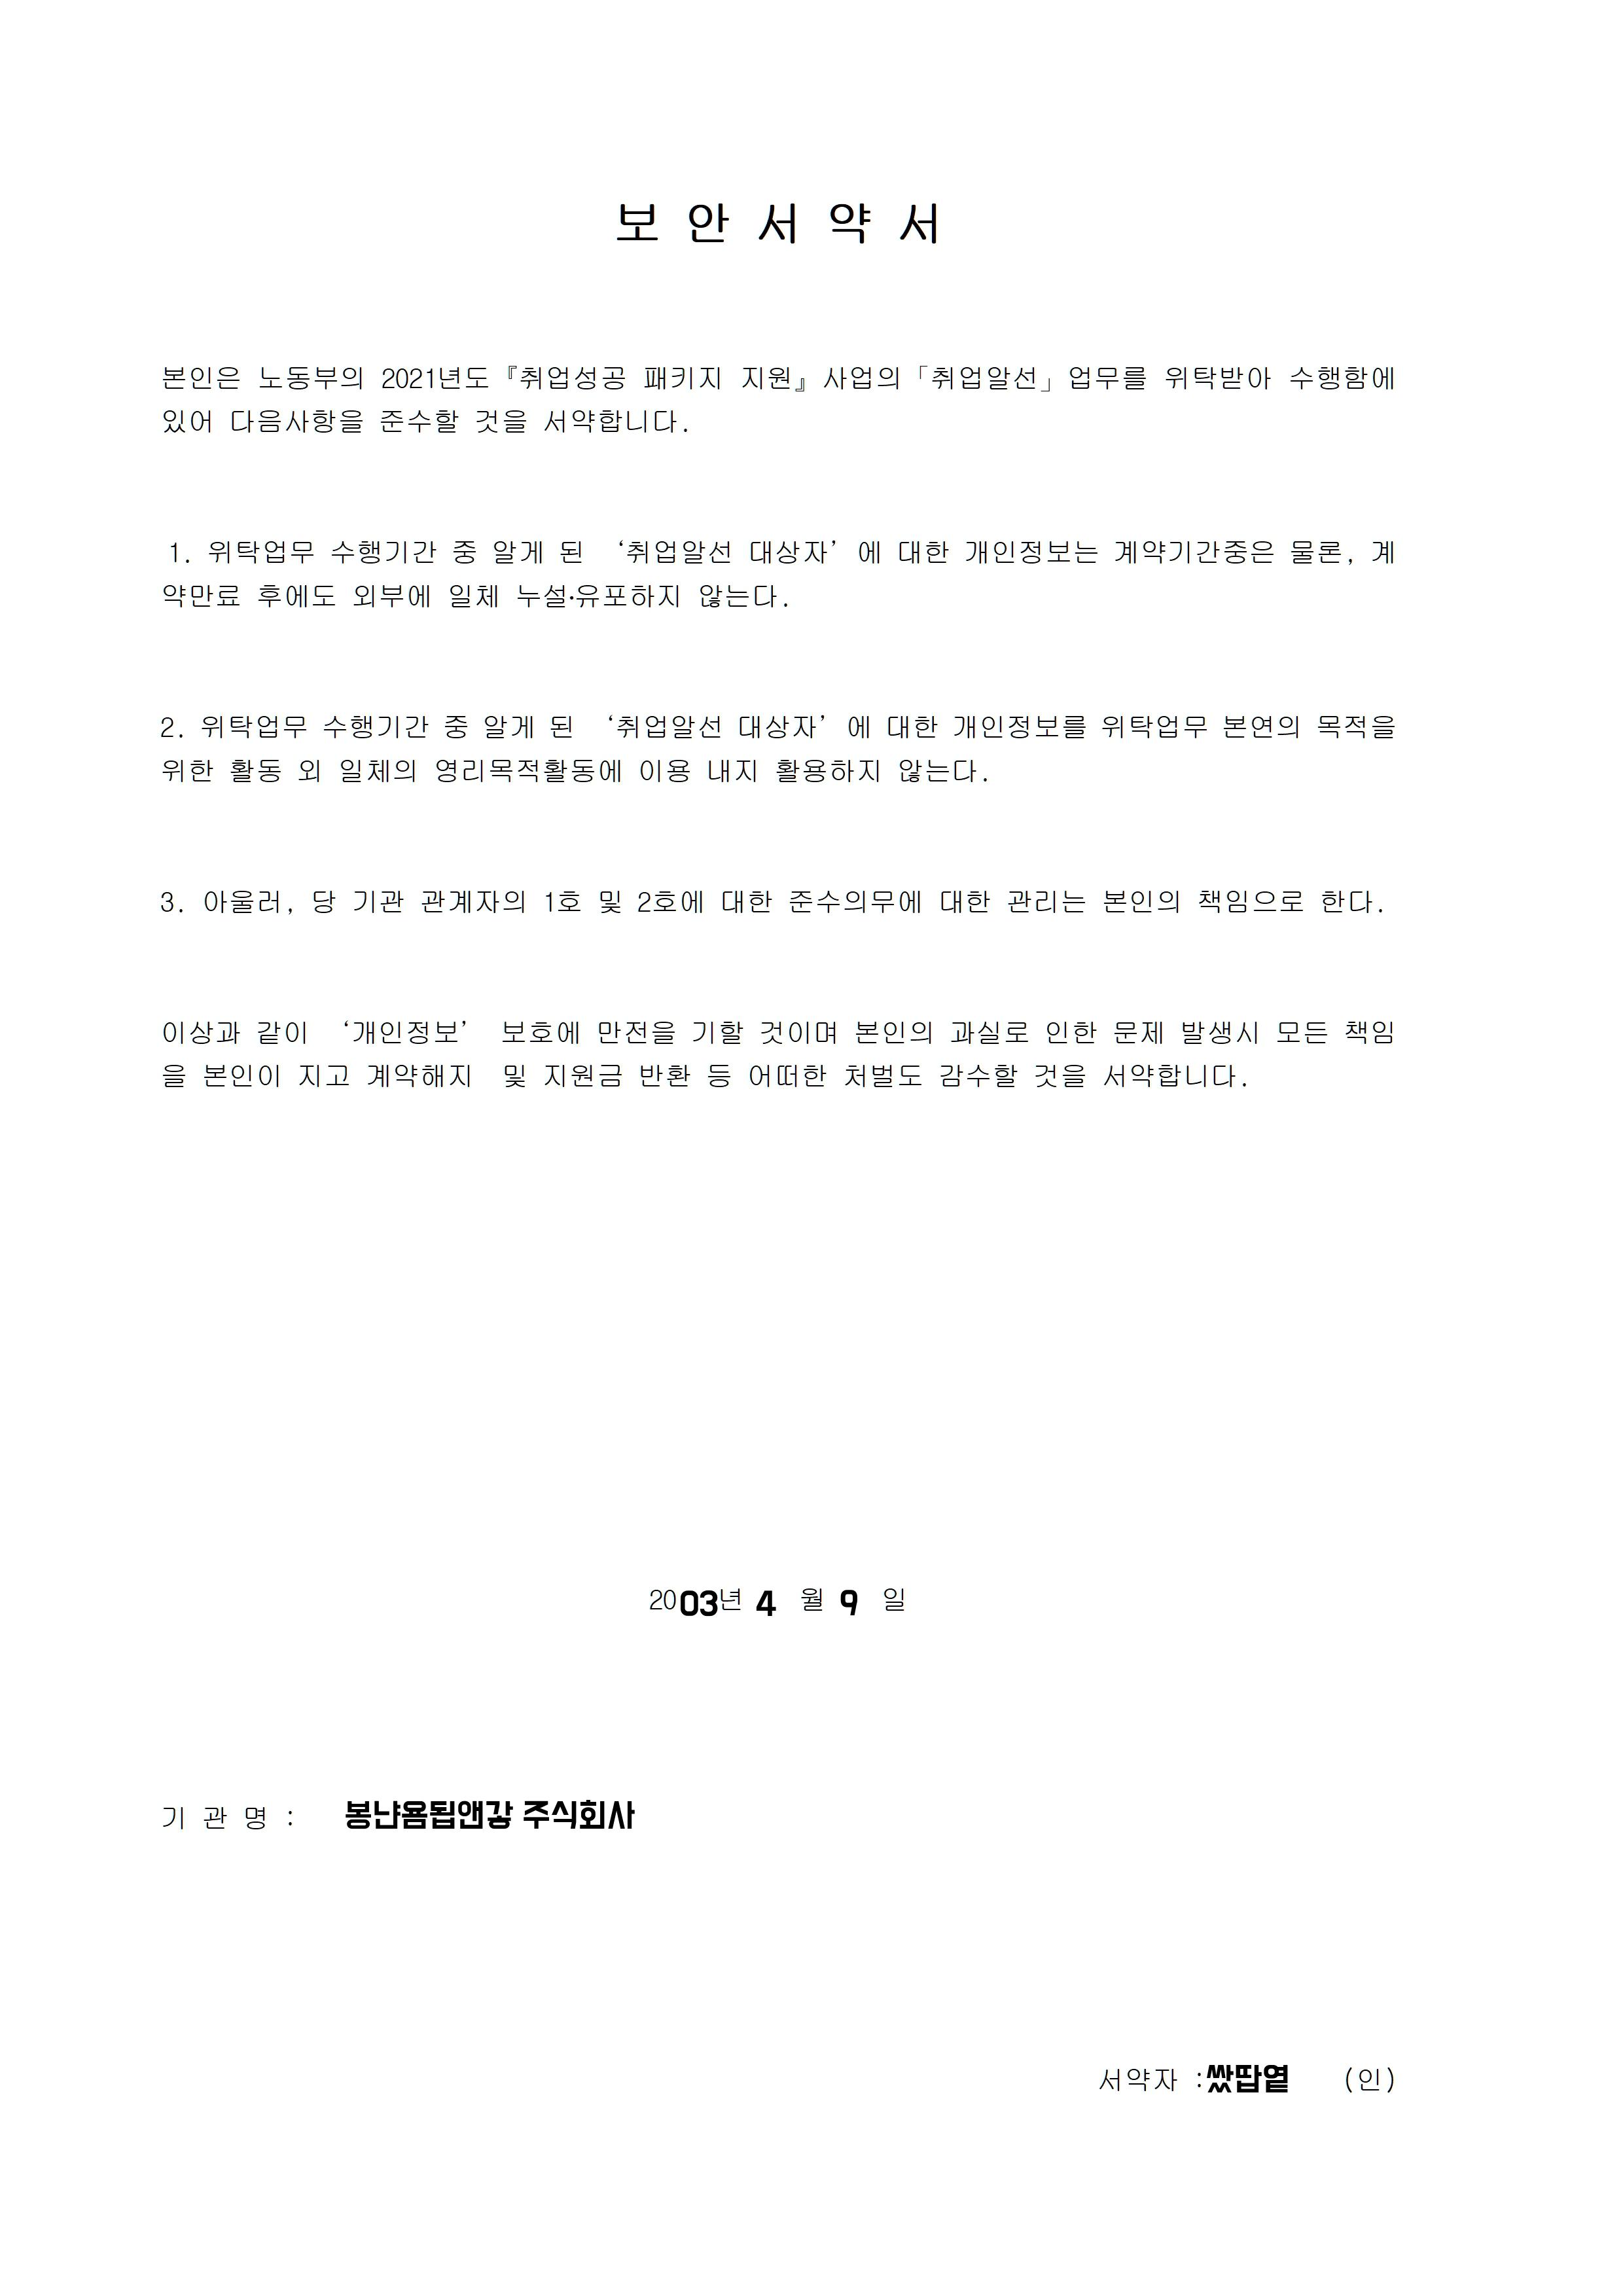 보 안 서 약 서
본인은 노동부의 2021년도『취업성공 패키지 지원』사업의「취업알선」업무를 위탁받아 수행함에
있어 다음사항을 준수할 것을 서약합니다.
1. 위탁업무 수행기간 중 알게 된 ‘취업알선 대상자’에 대한 개인정보는 계약기간중은 물론, 계
약만료 후에도 외부에 일체 누설·유포하지 않는다.
2. 위탁업무 수행기간 중 알게 된 ‘취업알선 대상자’에 대한 개인정보를 위탁업무 본연의 목적을
위한 활동 외 일체의 영리목적활동에 이용 내지 활용하지 않는다.
3. 아울러, 당 기관 관계자의 1호 및 2호에 대한 준수의무에 대한 관리는 본인의 책임으로 한다.
이상과 같이 ‘개인정보’ 보호에 만전을 기할 것이며 본인의 과실로 인한 문제 발생시 모든 책임
을 본인이 지고 계약해지 및 지원금 반환 등 어떠한 처벌도 감수할 것을 서약합니다.
2003년 4 월 9 일
기 관 명 : 주식회사
서약자 : (인)